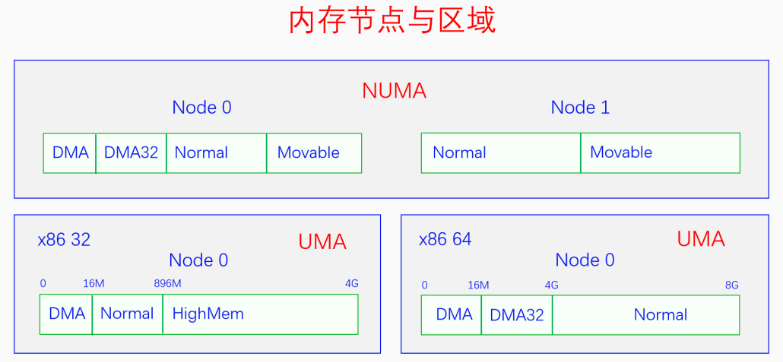 内存节点与区域
NUMA
Node 0
Node 1
DMA DMA32 Normal Movable
Normal Movable
x86 32
UMA
Node 0
0 16M 896M 4G
DMA Normal HighMem
x86 64
UMA
Node 0
0 16M 4G 8G
DMA DMA32 Normal